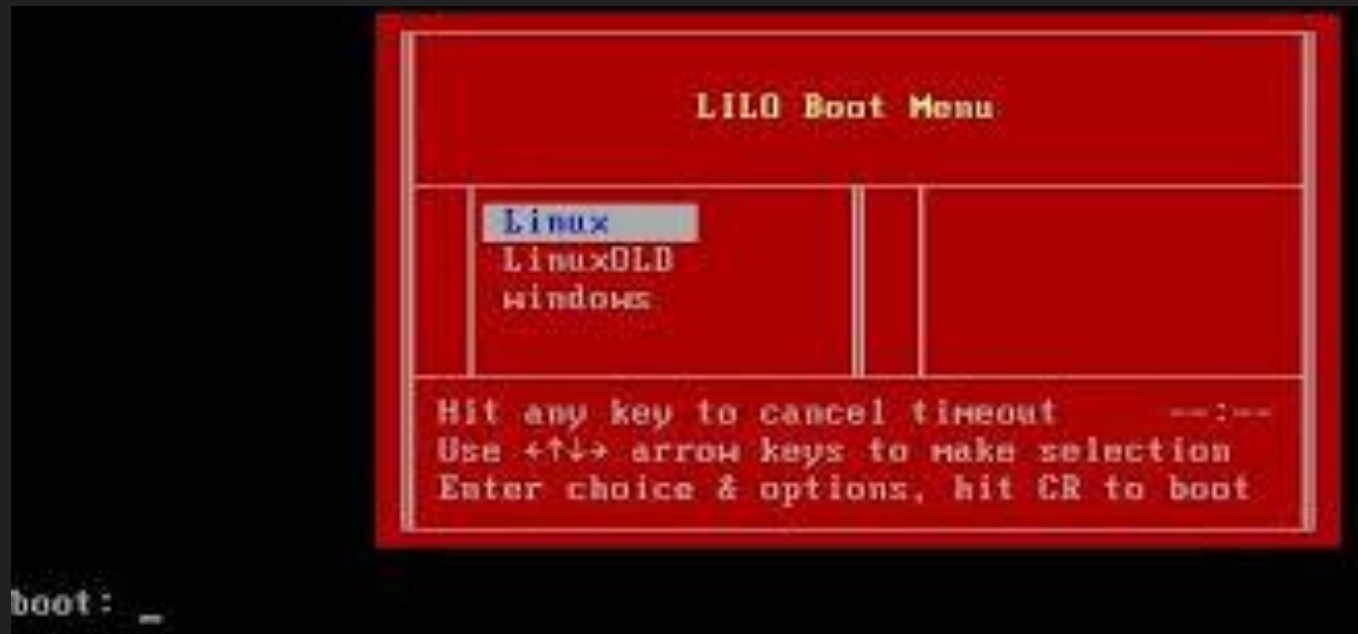 LILO Boot Menu
Linux
LinuxOLD
windows
Hit any key to cancel timeout --:--
Use ←↑↓→ arrow keys to make selection
Enter choice & options, hit CR to boot
boot: _